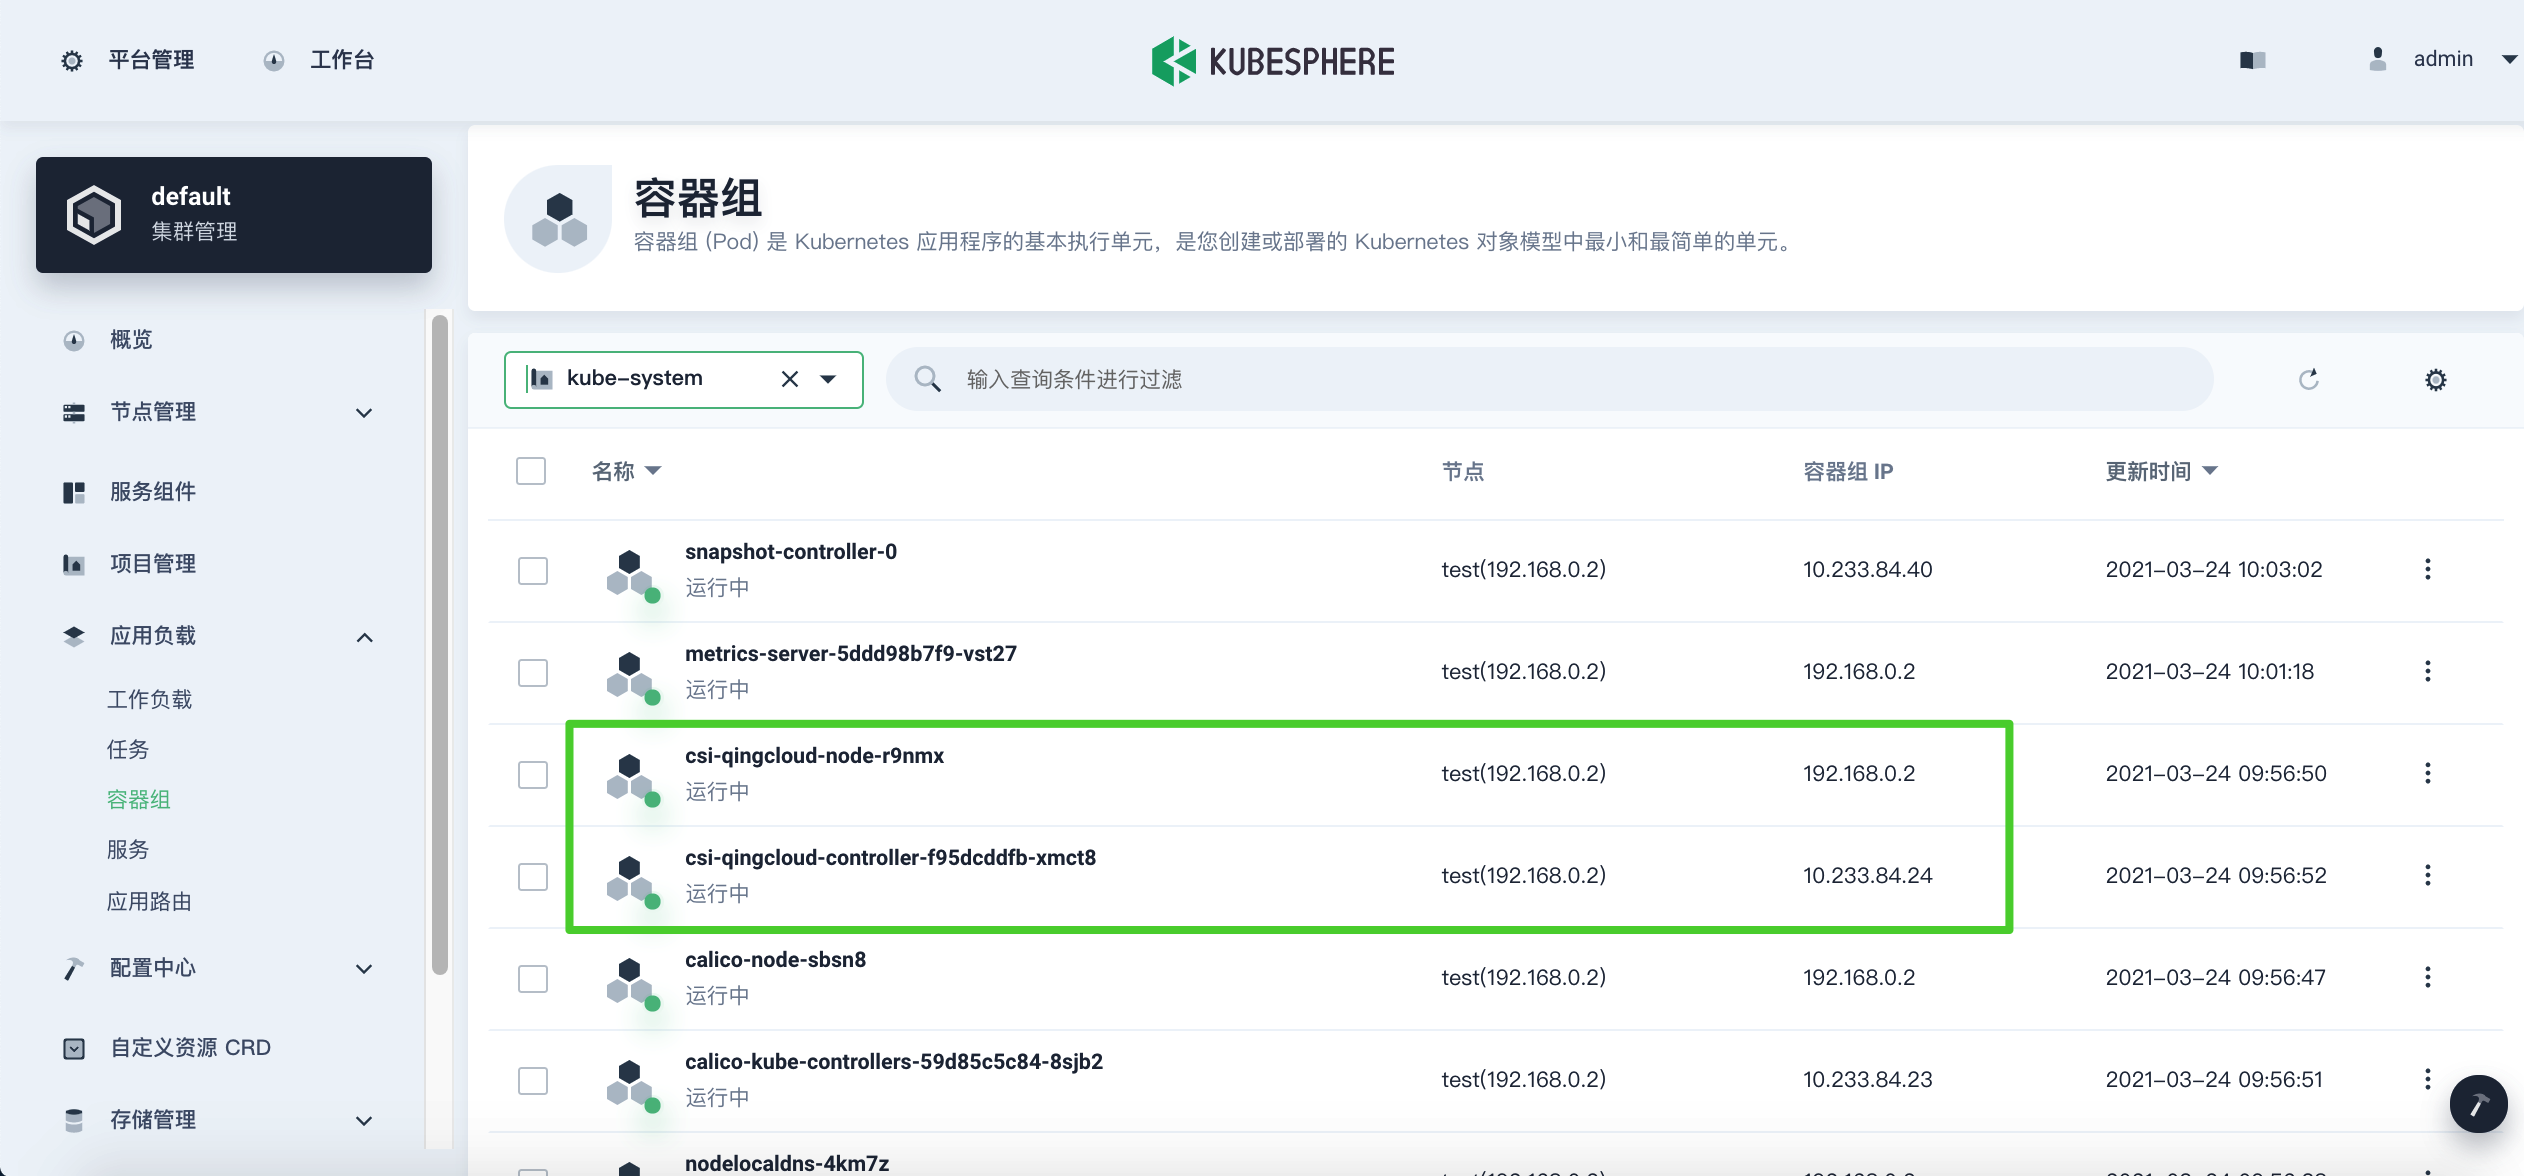 平台管理
工作台
KUBESPHERE
admin
default
集群管理
概览
节点管理
服务组件
项目管理
应用负载
工作负载
任务
容器组
服务
应用路由
配置中心
自定义资源 CRD
存储管理
容器组
容器组 (Pod) 是 Kubernetes 应用程序的基本执行单元，是您创建或部署的 Kubernetes 对象模型中最小和最简单的单元。
kube-system
输入查询条件进行过滤
名称 节点 容器组 IP 更新时间
snapshot-controller-0
运行中
test(192.168.0.2) 10.233.84.40 2021-03-24 10:03:02
metrics-server-5ddd98b7f9-vst27
运行中
test(192.168.0.2) 192.168.0.2 2021-03-24 10:01:18
csi-qingcloud-node-r9nmx
运行中
test(192.168.0.2) 192.168.0.2 2021-03-24 09:56:50
csi-qingcloud-controller-f95dcddfb-xmct8
运行中
test(192.168.0.2) 10.233.84.24 2021-03-24 09:56:52
calico-node-sbsn8
运行中
test(192.168.0.2) 192.168.0.2 2021-03-24 09:56:47
calico-kube-controllers-59d85c5c84-8sjb2
运行中
test(192.168.0.2) 10.233.84.23 2021-03-24 09:56:51
nodelocaldns-4km7z